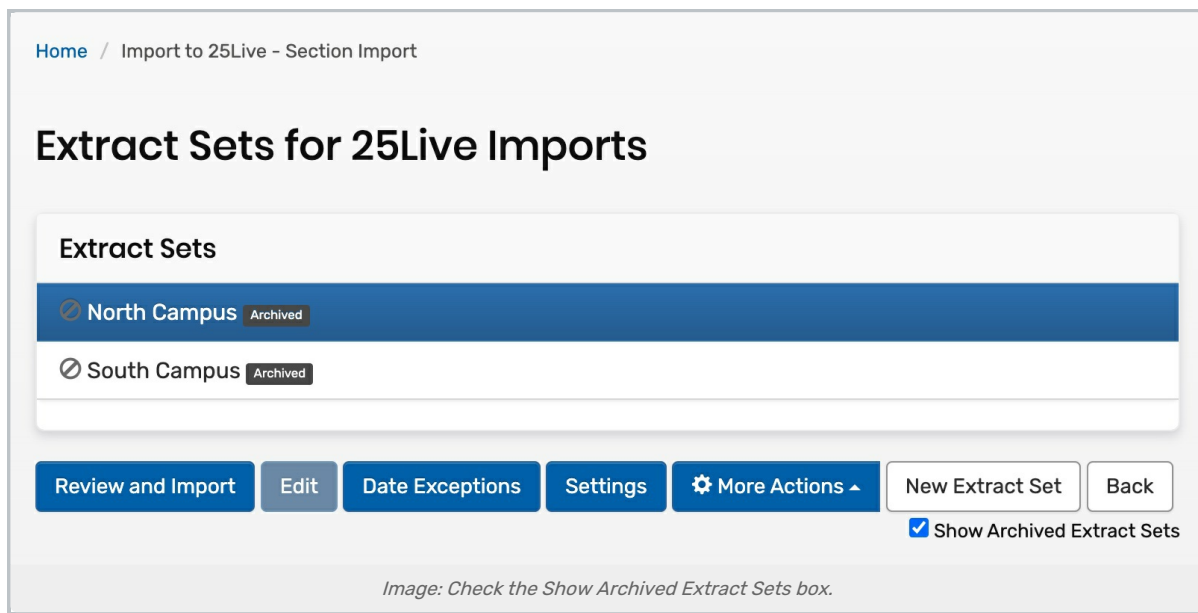 Home / Import to 25Live - Section Import
Extract Sets for 25Live Imports
Extract Sets
North Campus Archived
South Campus Archived
Review and Import Edit Date Exceptions Settings More Actions New Extract Set Back
Show Archived Extract Sets
Image: Check the Show Archived Extract Sets box.